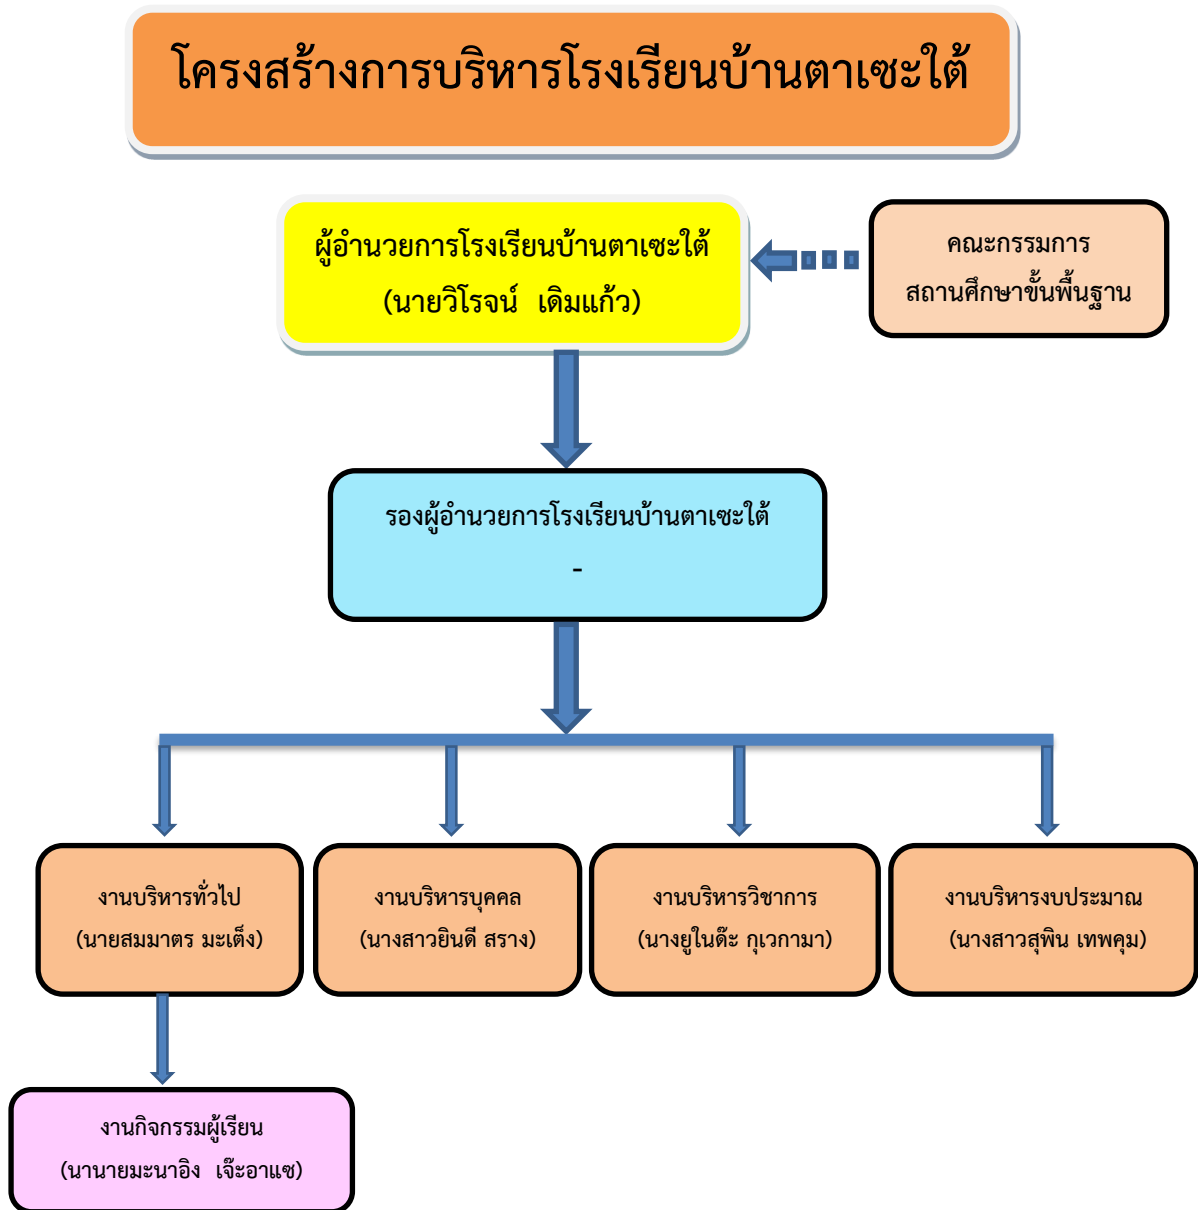 โครงสร้างการบริหารโรงเรียนบ้านตาเซะใต้
ผู้อำนวยการโรงเรียนบ้านตาเซะใต้
(นายวิโรจน์ เดิมแก้ว)
คณะกรรมการ
สถานศึกษาขั้นพื้นฐาน
รองผู้อำนวยการโรงเรียนบ้านตาเซะใต้
-
งานบริหารทั่วไป
(นายสมมาตร มะเต็ง)
งานบริหารบุคคล
(นางสาวยินดี สราง)
งานบริหารวิชาการ
(นางยูไนด๊ะ กุเวกามา)
งานบริหารงบประมาณ
(นางสาวสุพิน เทพคุม)
งานกิจกรรมผู้เรียน
(นานายมะนาอิง เจ๊ะอาแซ)